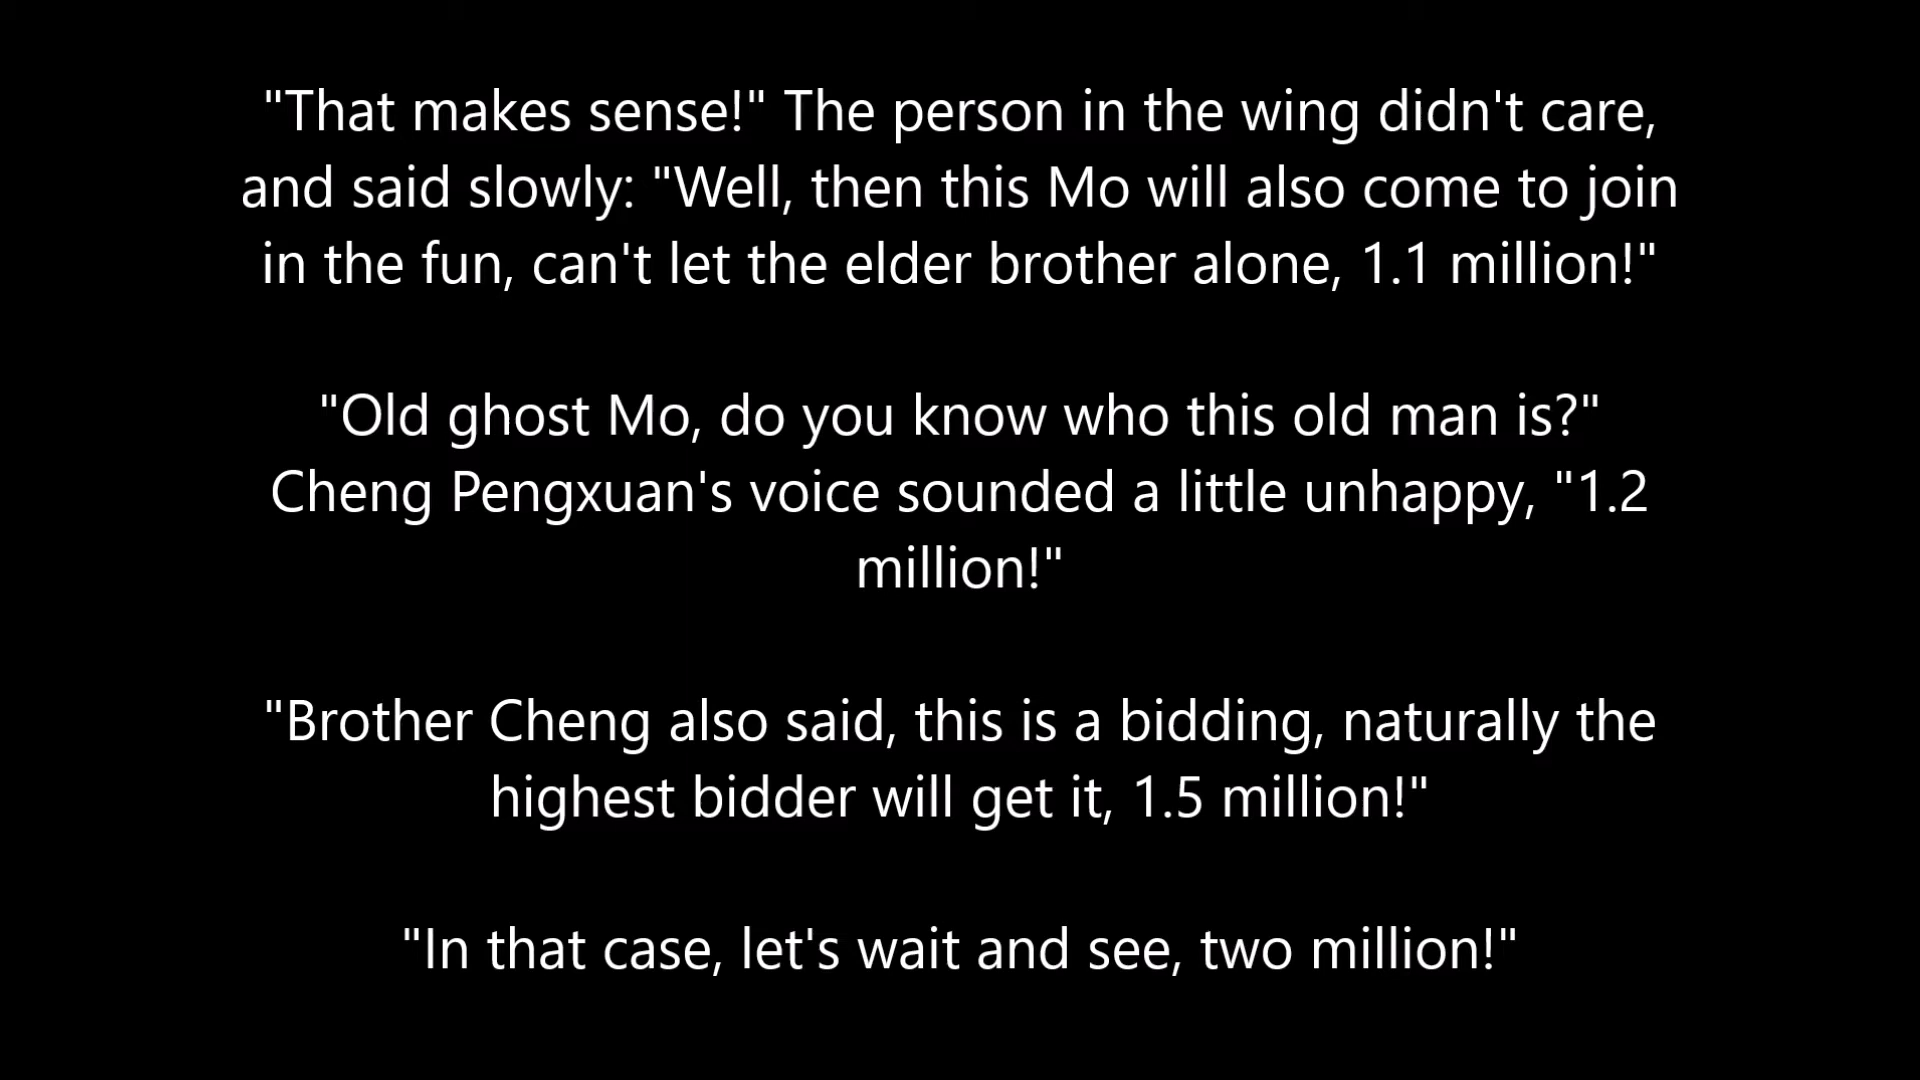 "That makes sense!" The person in the wing didn't care,
and said slowly: "Well, then this Mo will also come to join
in the fun, can't let the elder brother alone, 1.1 million!"
"Old ghost Mo, do you know who this old man is?"
Cheng Pengxuan's voice sounded a little unhappy, "1.2
million!"
"Brother Cheng also said, this is a bidding, naturally the
highest bidder will get it, 1.5 million!"
"In that case, let's wait and see, two million!"